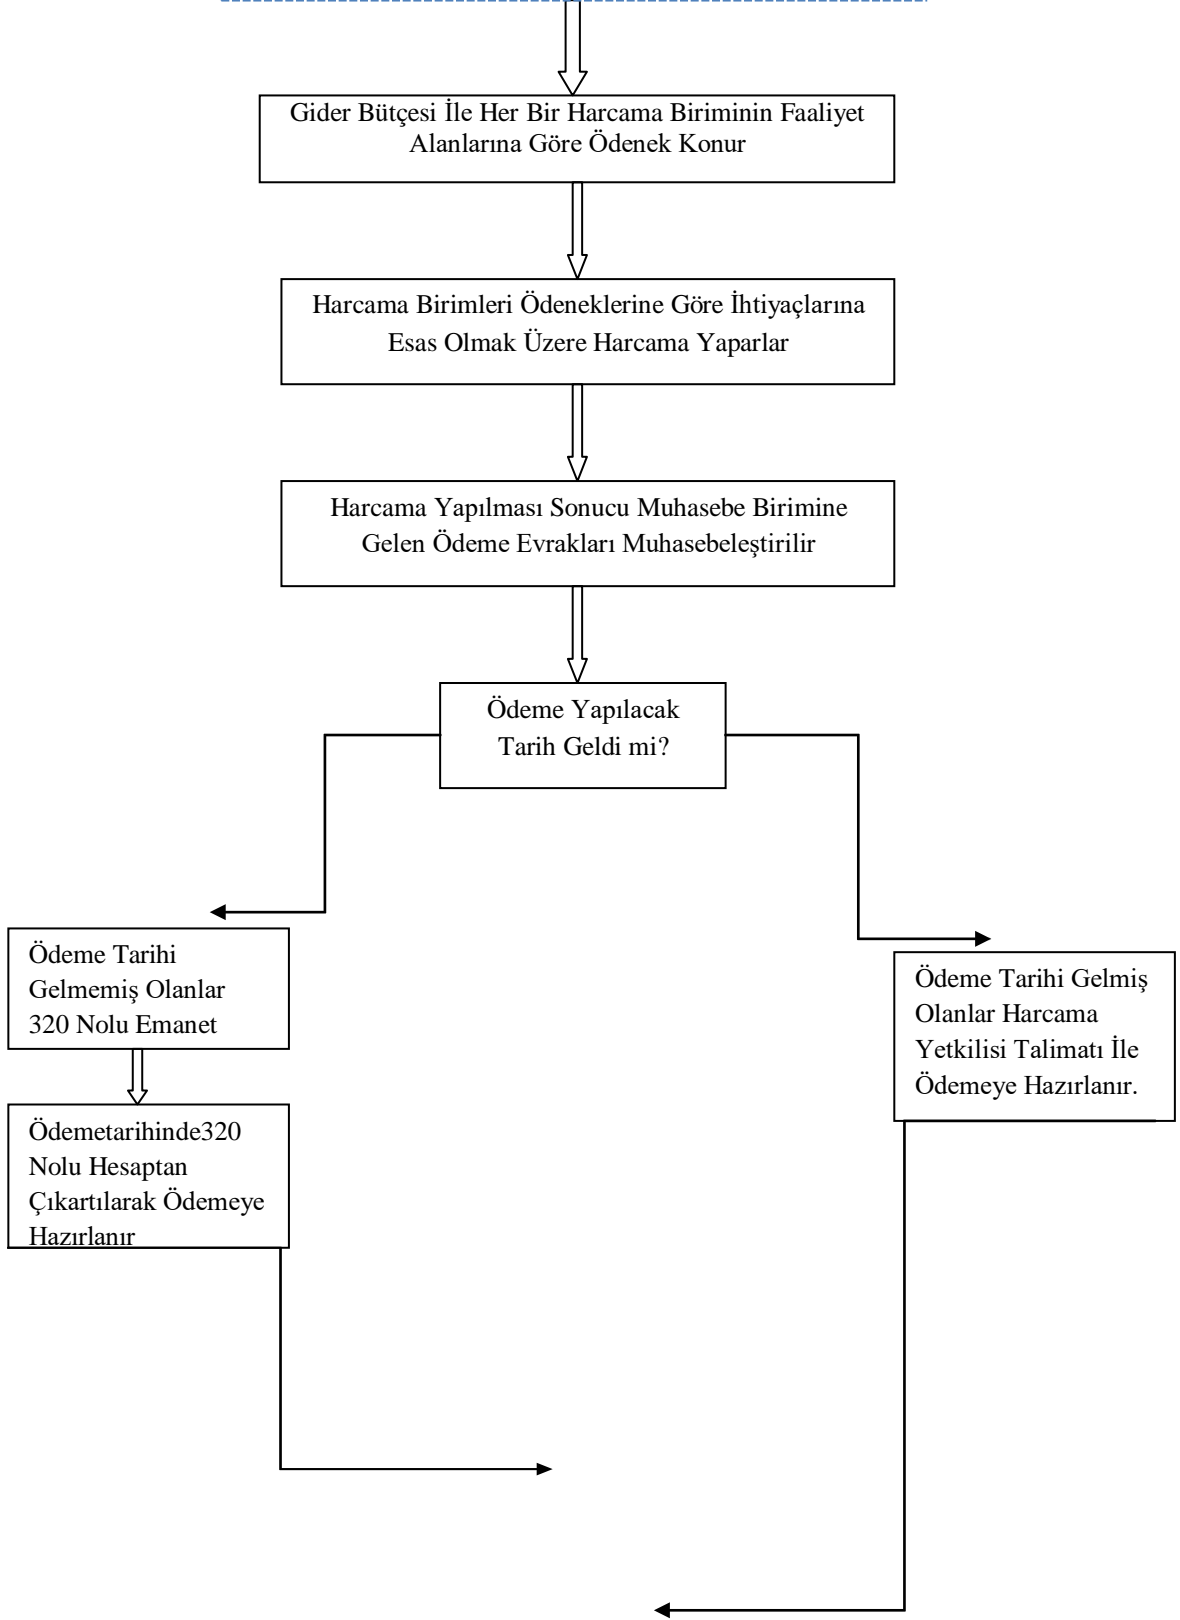 Gider Bütçesi İle Her Bir Harcama Biriminin Faaliyet
Alanlarına Göre Ödenek Konur
Harcama Birimleri Ödeneklerine Göre İhtiyaçlarına
Esas Olmak Üzere Harcama Yaparlar
Harcama Yapılması Sonucu Muhasebe Birimine
Gelen Ödeme Evrakları Muhasebeleştirilir
Ödeme Yapılacak
Tarih Geldi mi?
Ödeme Tarihi
Gelmemiş Olanlar
320 Nolu Emanet
Ödemetarihinde320
Nolu Hesaptan
Çıkartılarak Ödemeye
Hazırlanır
Ödeme Tarihi Gelmiş
Olanlar Harcama
Yetkilisi Talimatı İle
Ödemeye Hazırlanır.